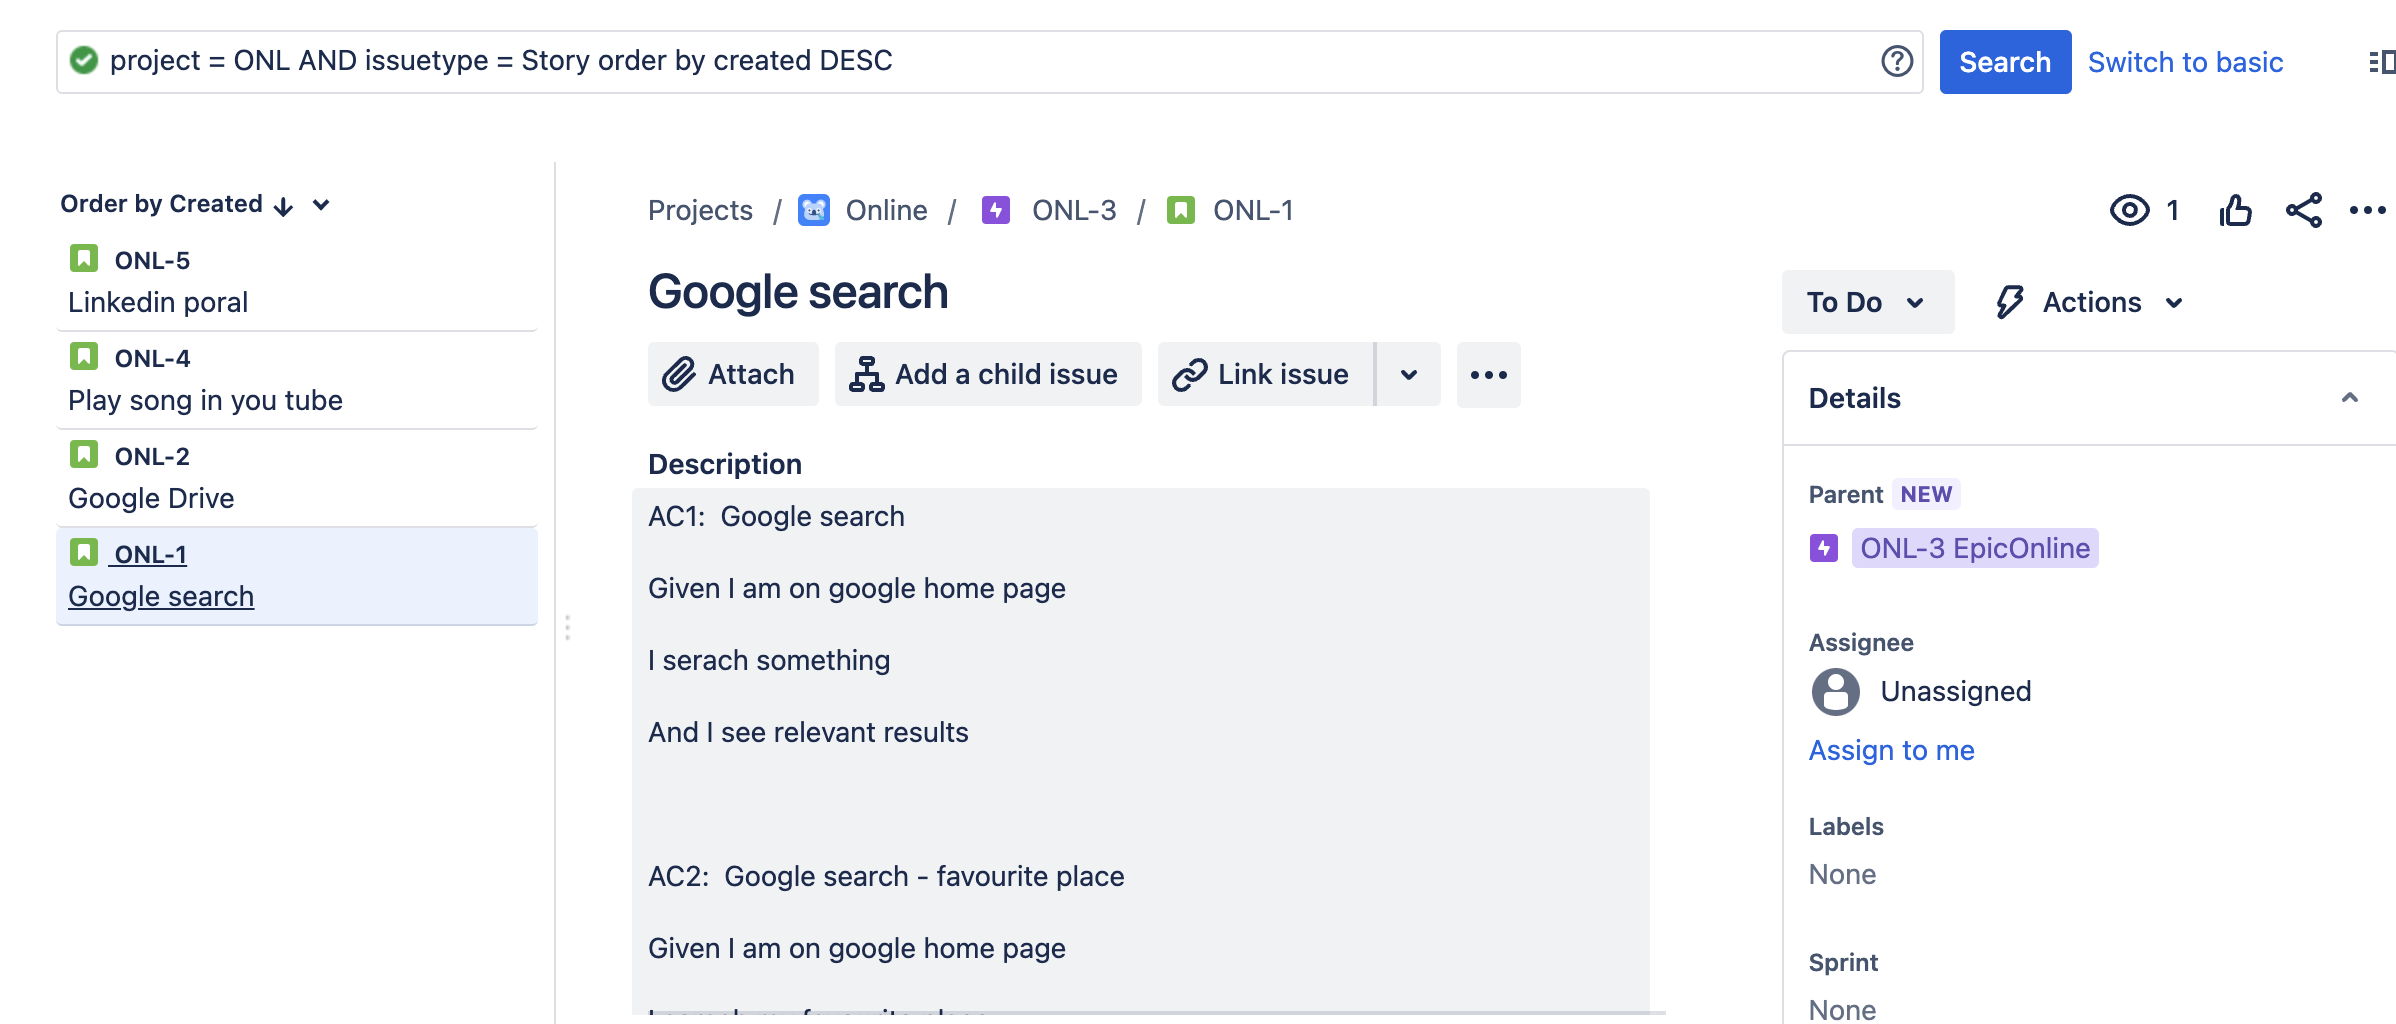 project = ONL AND issuetype = Story order by created DESC
Search
Switch to basic
Order by Created
ONL-5
Linkedin poral
ONL-4
Play song in you tube
ONL-2
Google Drive
ONL-1
Google search
Projects / Online / ONL-3 / ONL-1
1
Google search
Attach
Add a child issue
Link issue
Description
AC1: Google search
Given I am on google home page
I serach something
And I see relevant results
AC2: Google search - favourite place
Given I am on google home page
To Do
Actions
Details
Parent NEW
ONL-3 EpicOnline
Assignee
Unassigned
Assign to me
Labels
None
Sprint
None